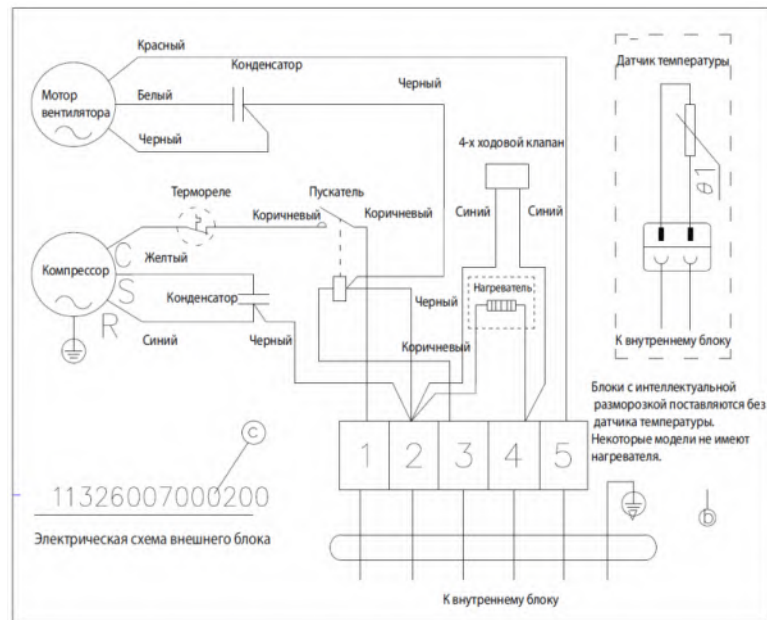 Красный
Конденсатор
Датчик температуры
Мотор
вентилятора
Белый
Черный
Черный
4-х ходовой клапан
θ1
Термореле
Пускатель
Коричневый
Коричневый
Синий
Синий
C
Желтый
Компрессор
S
Конденсатор
Нагреватель
Черный
R
Синий
Черный
Коричневый
К внутреннему блоку
Блоки с интеллектуальной
разморозкой поставляются без
датчика температуры.
Некоторые модели не имеют
нагревателя.
1 2 3 4 5
c
11326007000200
b
Электрическая схема внешнего блока
К внутреннему блоку